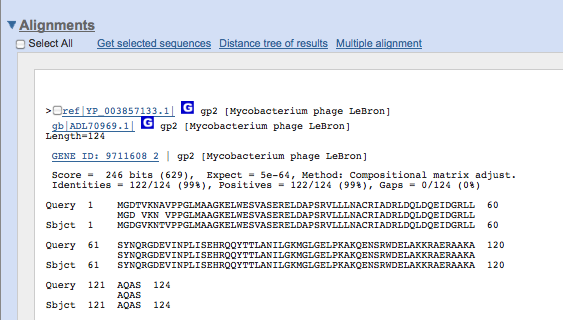 Alignments
Select All Get selected sequences Distance tree of results Multiple alignment
>ref|YP_003857133.1| G gp2 [Mycobacterium phage LeBron]
gb|ADL70969.1| G gp2 [Mycobacterium phage LeBron]
Length=124
GENE ID: 9711608 2 | gp2 [Mycobacterium phage LeBron]
Score = 246 bits (629), Expect = 5e-64, Method: Compositional matrix adjust.
Identities = 122/124 (99%), Positives = 122/124 (99%), Gaps = 0/124 (0%)
Query 1 MGDTVKNAVPPGLMAAGKELWESVASERELDAPSRVLLLNACRIADRLDQLDQEIDGRLL 60
MGD VKN VPPGLMAAGKELWESVASERELDAPSRVLLLNACRIADRLDQLDQEIDGRLL
Sbjct 1 MGDGVKNTVPPGLMAAGKELWESVASERELDAPSRVLLLNACRIADRLDQLDQEIDGRLL 60
Query 61 SYNQRGDEVINPLISEHRQQYTTLANILGKMGLGELPKAKQENSRWDELAKKRAERAAKA 120
SYNQRGDEVINPLISEHRQQYTTLANILGKMGLGELPKAKQENSRWDELAKKRAERAAKA
Sbjct 61 SYNQRGDEVINPLISEHRQQYTTLANILGKMGLGELPKAKQENSRWDELAKKRAERAAKA 120
Query 121 AQAS 124
AQAS
Sbjct 121 AQAS 124